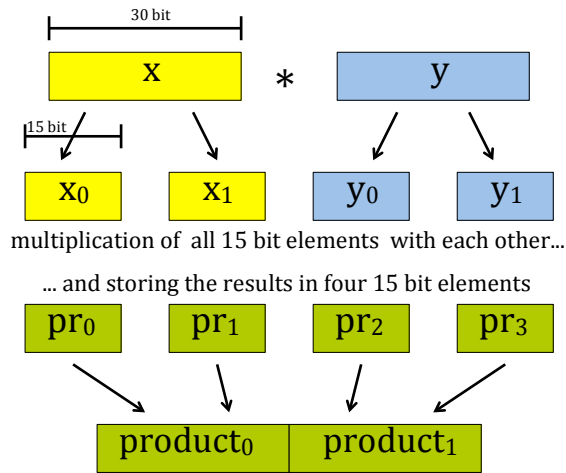 30 bit
x * y
15 bit
x₀ x₁ y₀ y₁
multiplication of all 15 bit elements with each other...
... and storing the results in four 15 bit elements
pr₀ pr₁ pr₂ pr₃
product₀ product₁